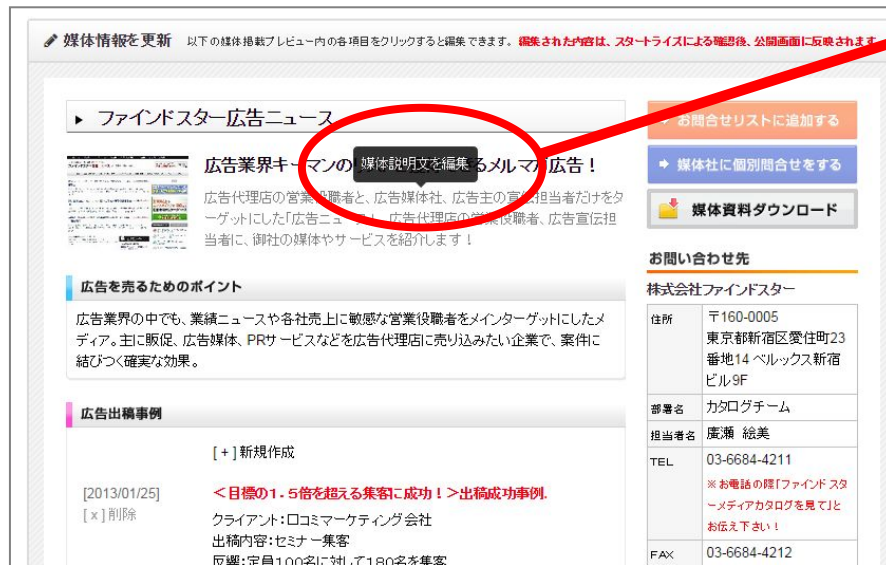 媒体情報を更新 以下の媒体掲載プレビュー内の各項目をクリックすると編集できます。編集された内容は、スタートライズによる確認後、公開画面に反映されます
ファインドスター広告ニュース
広告業界キーマンの
媒体説明文を編集
るメルマガ広告！
広告代理店の営業役職者と、広告媒体社、広告主の宣伝担当者だけをタ
ーゲットにした「広告ニュース」。広告代理店の営業役職者、広告宣伝担
当者に、御社の媒体やサービスを紹介します！
広告を売るためのポイント
広告業界の中でも、業績ニュースや各社売上に敏感な営業役職者をメインターゲットにしたメ
ディア。主に販促、広告媒体、PRサービスなどを広告代理店に売り込みたい企業で、案件に
結びつく確実な効果。
広告出稿事例
[+]新規作成
[2013/01/25]
[x]削除
＜目標の1．5倍を超える集客に成功！＞出稿成功事例.
クライアント：口コミマーケティング会社
出稿内容：セミナー集客
反響：定員100名に対して180名を集客
お問合せリストに追加する
媒体社に個別問合せをする
媒体資料ダウンロード
お問い合わせ先
株式会社ファインドスター
住所 〒160-0005
東京都新宿区愛住町23
番地14 ベルックス新宿
ビル9F
部署名 カタログチーム
担当者名 廣瀬 絵美
TEL 03-6684-4211
※お電話の際「ファインドスタ
ーメディアカタログを見て」と
お伝え下さい！
FAX 03-6684-4212